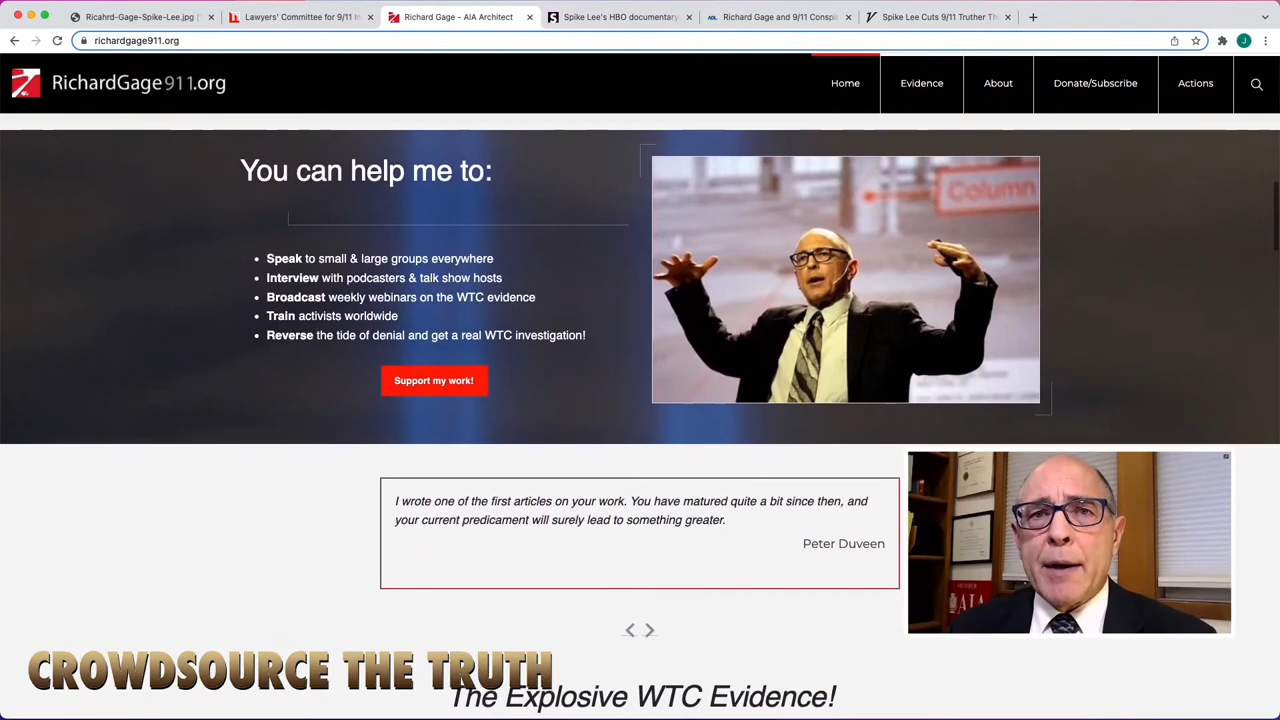 Ricahrd-Gage-Spike-Lee.jpg (
Lawyers' Committee for 9/11 In
Richard Gage - AIA Architect
Spike Lee's HBO documentary
ADL
Richard Gage and 9/11 Conspi
Spike Lee Cuts 9/11 Truther Th
richardgage911.org
J
RichardGage911.org
Home
Evidence
About
Donate/Subscribe
Actions
You can help me to:
Column
Speak to small & large groups everywhere
Interview with podcasters & talk show hosts
Broadcast weekly webinars on the WTC evidence
Train activists worldwide
Reverse the tide of denial and get a real WTC investigation!
Support my work!
I wrote one of the first articles on your work. You have matured quite a bit since then, and
your current predicament will surely lead to something greater.
Peter Duveen
AIA
CROWDSOURCE THE TRUTH
The Explosive WTC Evidence!